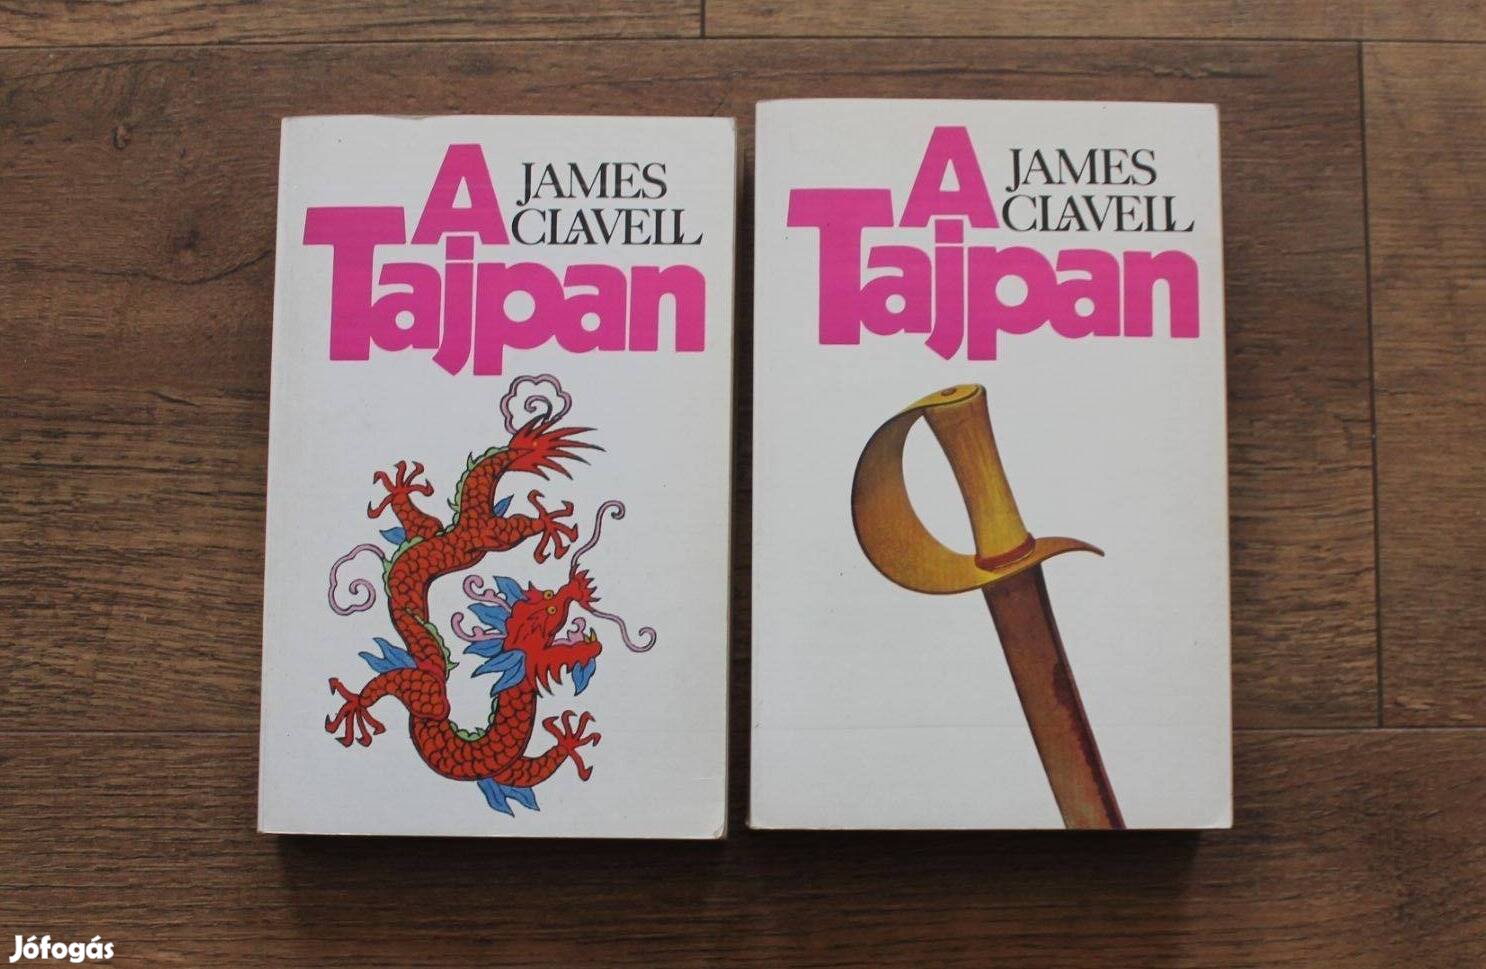 A
JAMES
CLAVELL
Tajpan
A
JAMES
CLAVELL
Tajpan
Jófogás